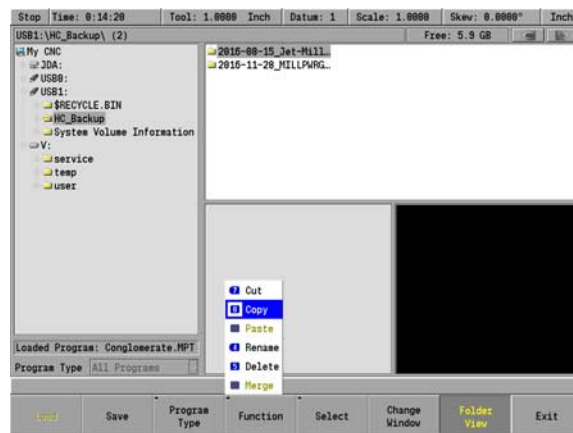 Stop Time: 0:14:20 Tool: 1.0000 Inch Datum: 1 Scale: 1.0000 Skew: 0.0000° Inch
USB1:\HC_Backup\ (2) Free: 5.9 GB
My CNC
JDA:
USB0:
USB1:
$RECYCLE.BIN
HC_Backup
System Volume Information
V:
service
temp
user
2016-08-15_Jet-Mill...
2016-11-28_MILLPWRG...
Cut
Copy
Paste
Rename
Delete
Merge
Loaded Program: Conglomerate.MPT
Program Type All Programs
Load Save Program Type Function Select Change Window Folder View Exit